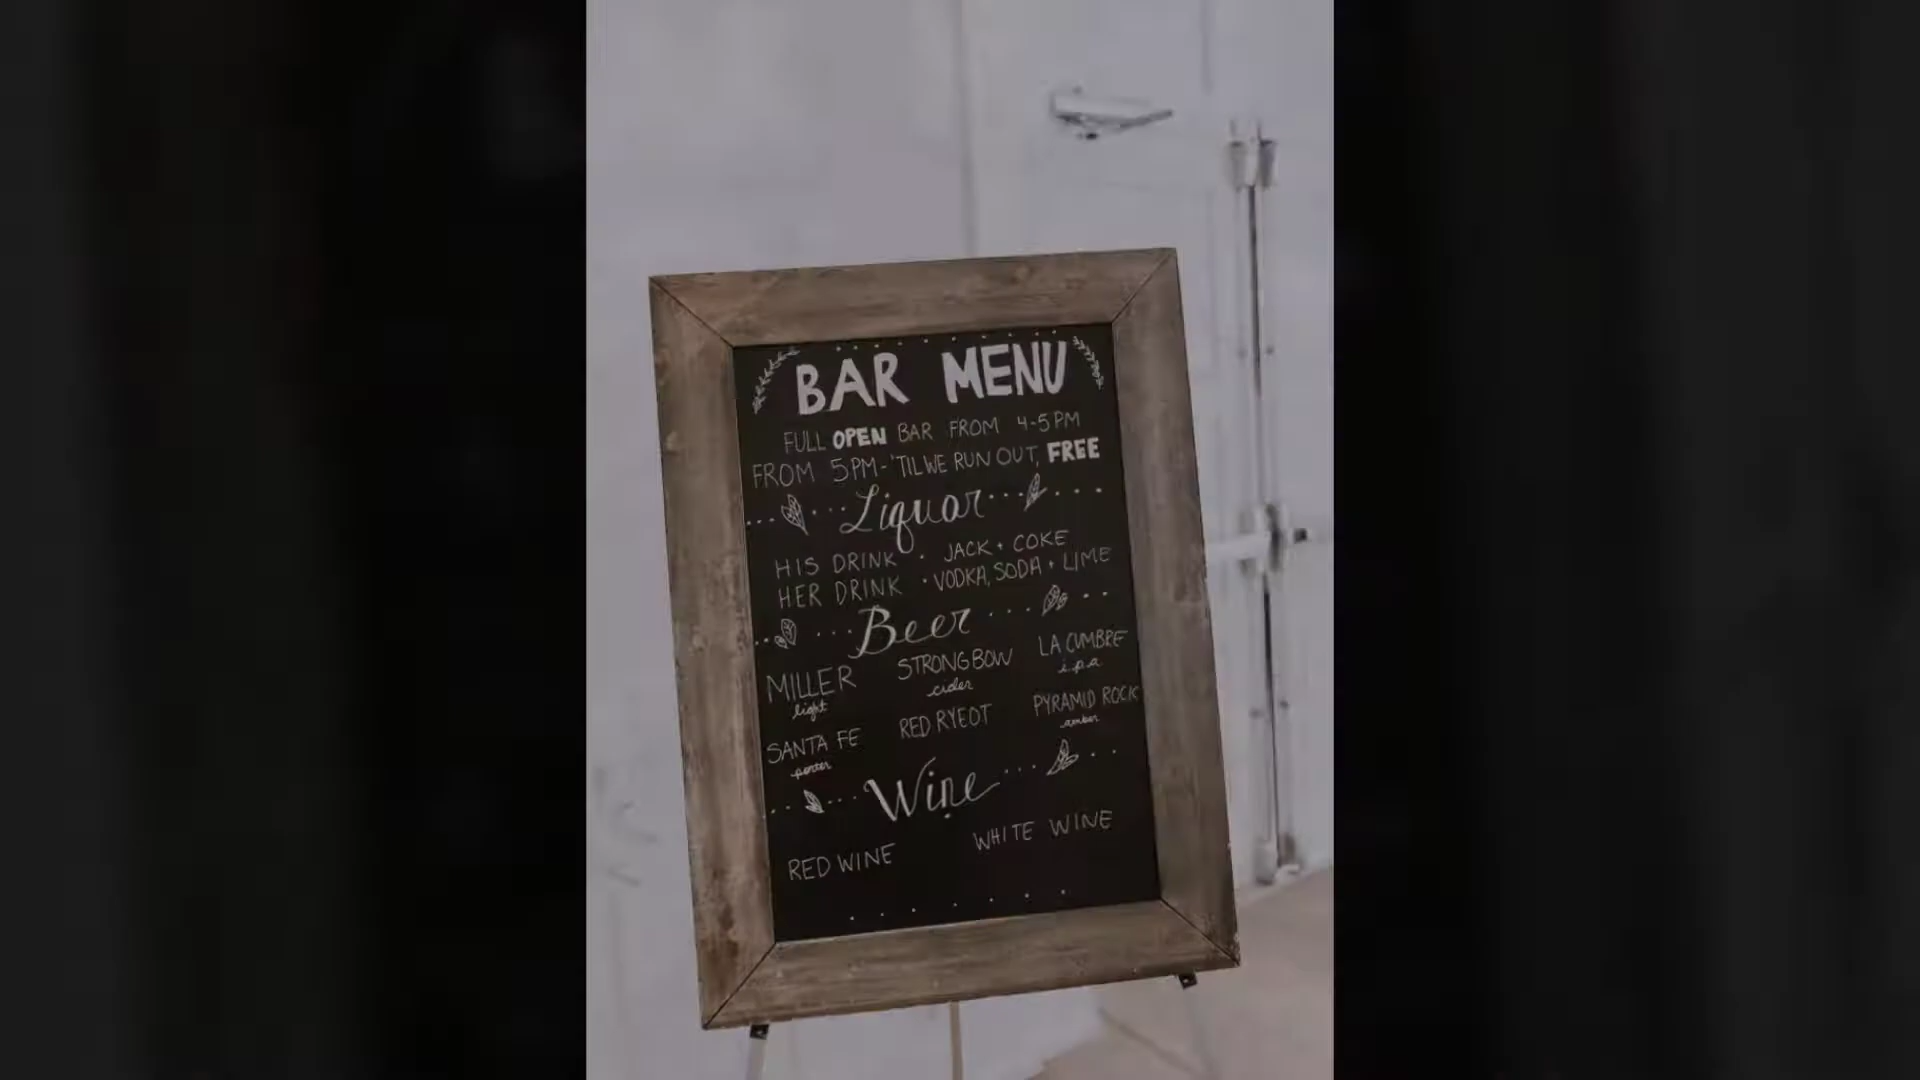 BAR MENU
FULL OPEN BAR FROM 4-5PM
FROM 5PM-'TIL WE RUN OUT, FREE
Liquor
HIS DRINK · JACK + COKE
HER DRINK · VODKA, SODA + LIME
Beer
MILLER light
STRONGBOW cider
LA CUMBRE i.p.a
SANTA FE porter
RED RYEOT
PYRAMID ROCK amber
Wine
RED WINE WHITE WINE